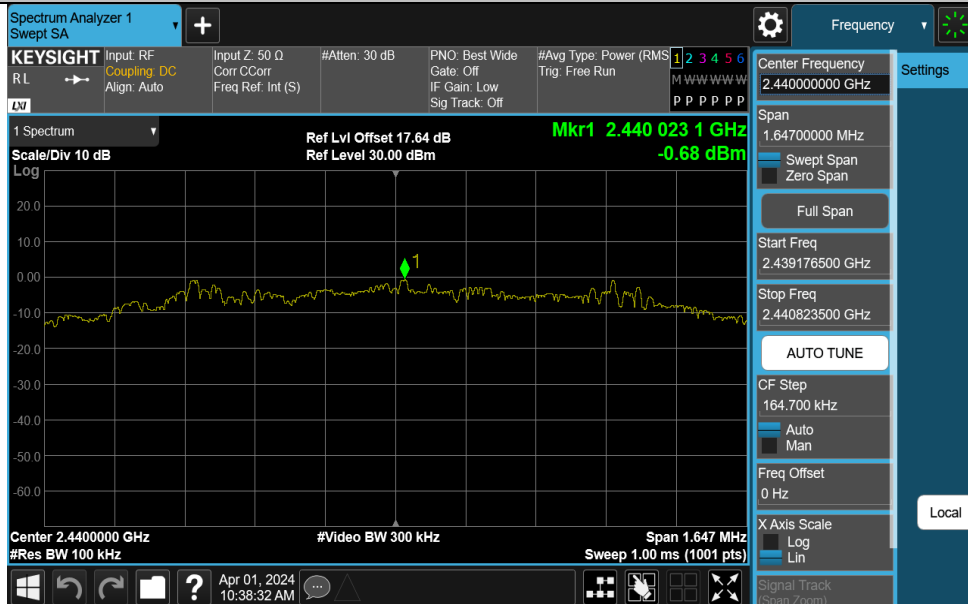 Spectrum Analyzer 1
Swept SA
+
Frequency
KEYSIGHT
RL
LXI
Input: RF
Coupling: DC
Align: Auto
Input Z: 50 Ω
Corr CCorr
Freq Ref: Int (S)
#Atten: 30 dB
PNO: Best Wide
Gate: Off
IF Gain: Low
Sig Track: Off
#Avg Type: Power (RMS
Trig: Free Run
1 2 3 4 5 6
M W W W W W
P P P P P P
1 Spectrum
Scale/Div 10 dB
Log
Ref Lvl Offset 17.64 dB
Ref Level 30.00 dBm
Mkr1 2.440 023 1 GHz
-0.68 dBm
20.0
10.0
0.00
-10.0
-20.0
-30.0
-40.0
-50.0
-60.0
1
Center 2.4400000 GHz
#Res BW 100 kHz
#Video BW 300 kHz
Span 1.647 MHz
Sweep 1.00 ms (1001 pts)
Center Frequency
2.440000000 GHz
Span
1.64700000 MHz
Swept Span
Zero Span
Full Span
Start Freq
2.439176500 GHz
Stop Freq
2.440823500 GHz
AUTO TUNE
CF Step
164.700 kHz
Auto
Man
Freq Offset
0 Hz
X Axis Scale
Log
Lin
Signal Track
(Span Zoom)
Settings
Local
?
Apr 01, 2024
10:38:32 AM